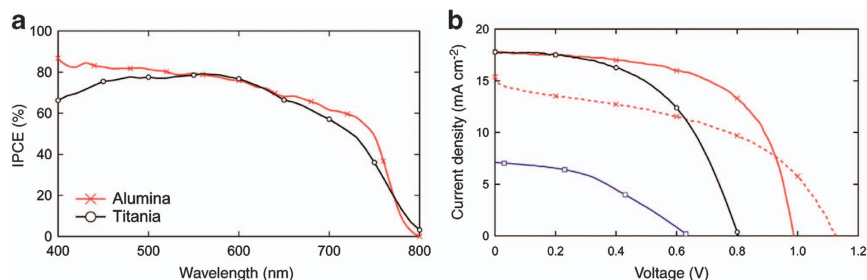 a
100
80
60
40
20
0
IPCE (%)
Alumina
Titania
400
500
600
700
800
Wavelength (nm)
b
20
15
10
5
0
Current density (mA cm⁻²)
0
0.2
0.4
0.6
0.8
1.0
1.2
Voltage (V)